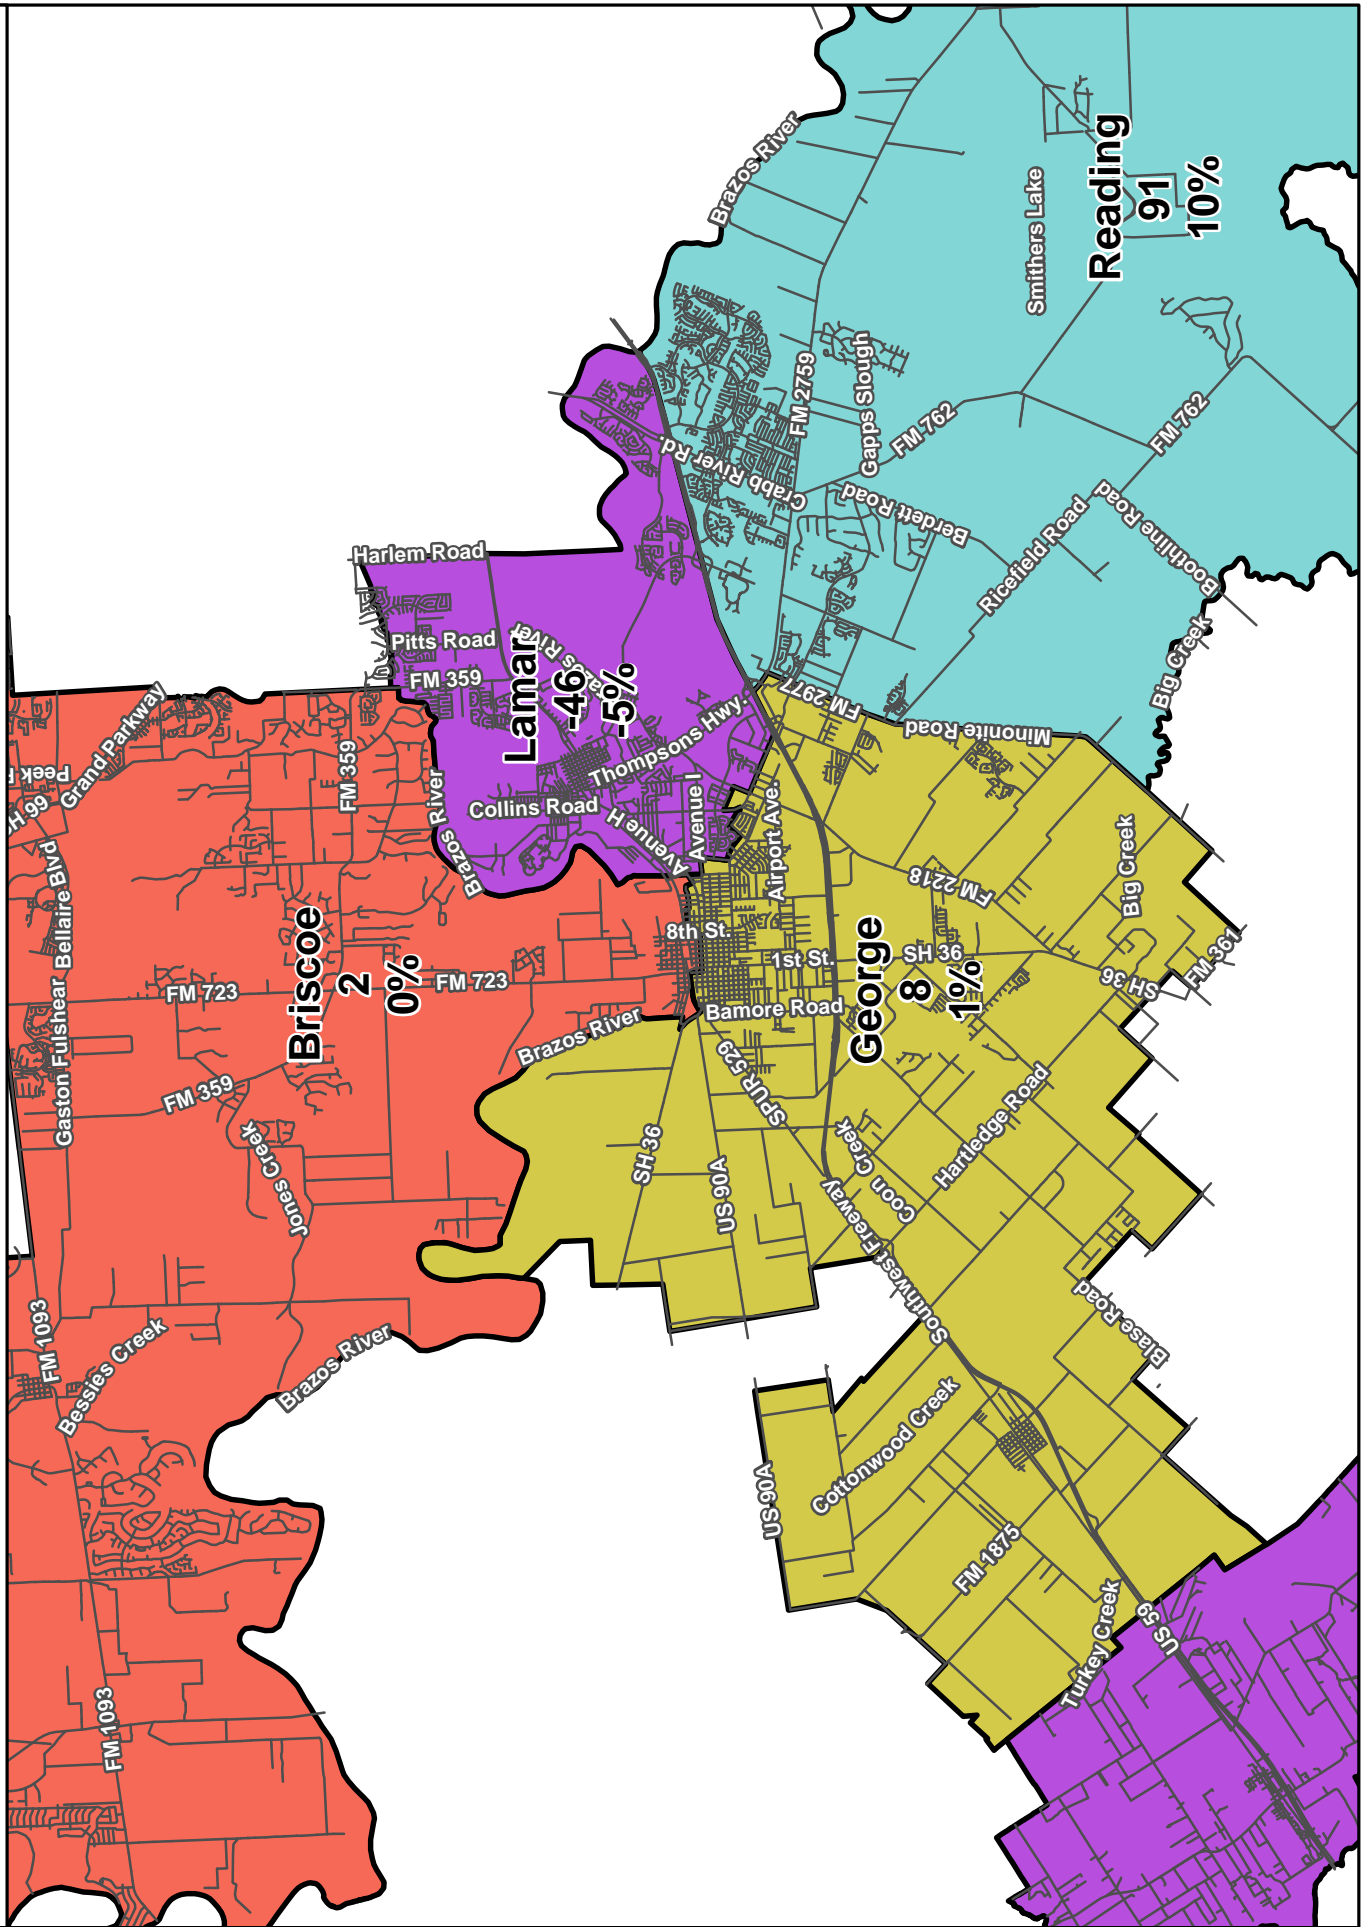 Brazos River
Smithers Lake
Reading
91
10%
FM 2759
Gapps Slough
FM 762
FM 762
Crabb River Rd.
Berdett Road
Ricefield Road
Boothline Road
Big Creek
Harlem Road
Pitts Road
FM 359
Brazos River
Lamar
-46
-5%
Thompsons Hwy.
Collins Road
Avenue H
Avenue I
FM 2977
Minonite Road
Airport Ave.
Peek R
SH 99
Grand Parkway
FM 359
Brazos River
Gaston Fulshear
Bellaire Blvd
Briscoe
2
0%
FM 723
FM 723
8th St.
1st St.
Bamore Road
George
8
1%
FM 2218
SH 36
SH 36
FM 361
Big Creek
FM 359
Jones Creek
Brazos River
SPUR 529
SH 36
US 90A
Coon Creek
Hartledge Road
Southwest Freeway
Blase Road
FM 1093
Bessies Creek
Brazos River
US 90A
Cottonwood Creek
FM 1875
Turkey Creek
US 59
FM 1093